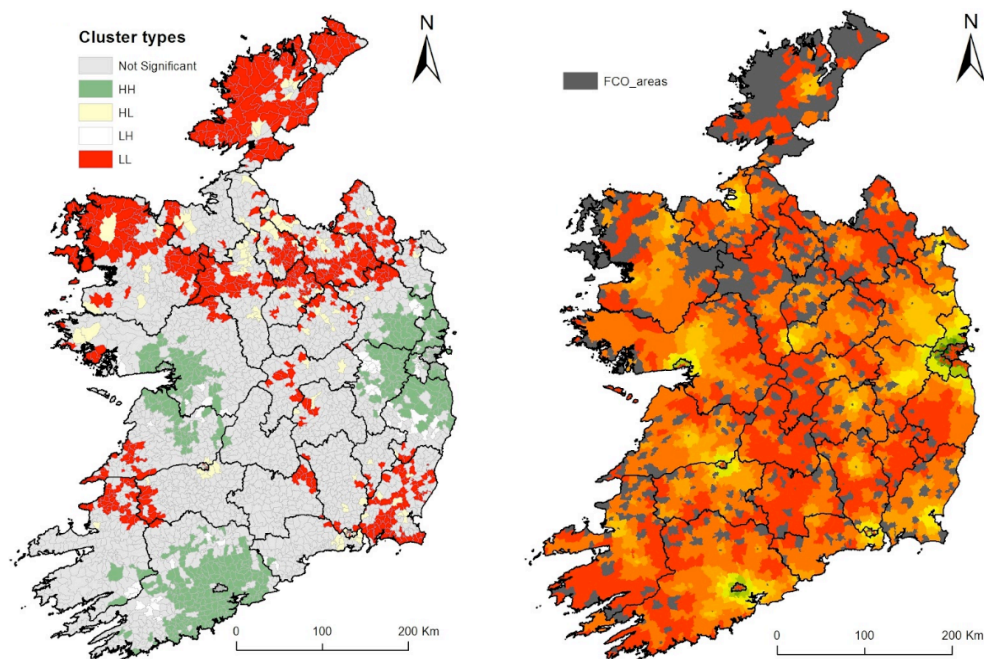 N
Cluster types
Not Significant
HH
HL
LH
LL
0 100 200 Km
N
FCO_areas
0 100 200 Km